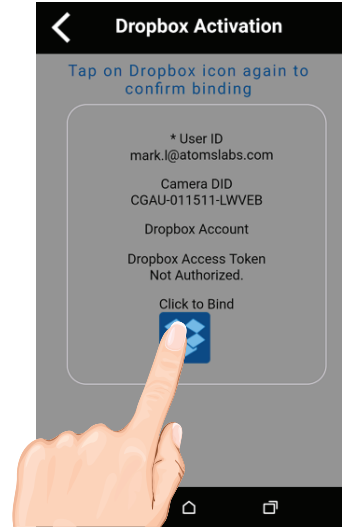 Dropbox Activation
Tap on Dropbox icon again to
confirm binding
* User ID
mark.l@atomslabs.com
Camera DID
CGAU-011511-LWVEB
Dropbox Account
Dropbox Access Token
Not Authorized.
Click to Bind